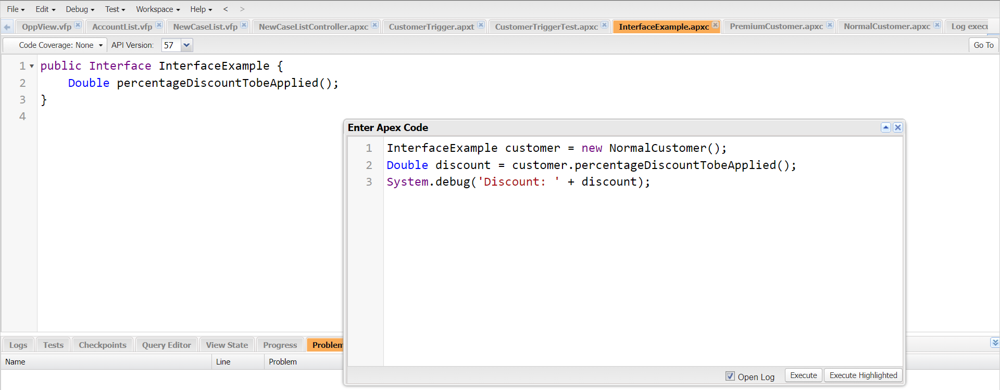 File Edit Debug Test Workspace Help < >
OppView.vfp AccountList.vfp NewCaseList.vfp NewCaseListController.apxc CustomerTrigger.apxt CustomerTriggerTest.apxc InterfaceExample.apxc PremiumCustomer.apxc NormalCustomer.apxc Log execu
Code Coverage: None API Version: 57 Go To
1 public Interface InterfaceExample {
2 Double percentageDiscountTobeApplied();
3 }
4
Enter Apex Code
1 InterfaceExample customer = new NormalCustomer();
2 Double discount = customer.percentageDiscountTobeApplied();
3 System.debug('Discount: ' + discount);
Open Log Execute Execute Highlighted
Logs Tests Checkpoints Query Editor View State Progress Problem
Name Line Problem